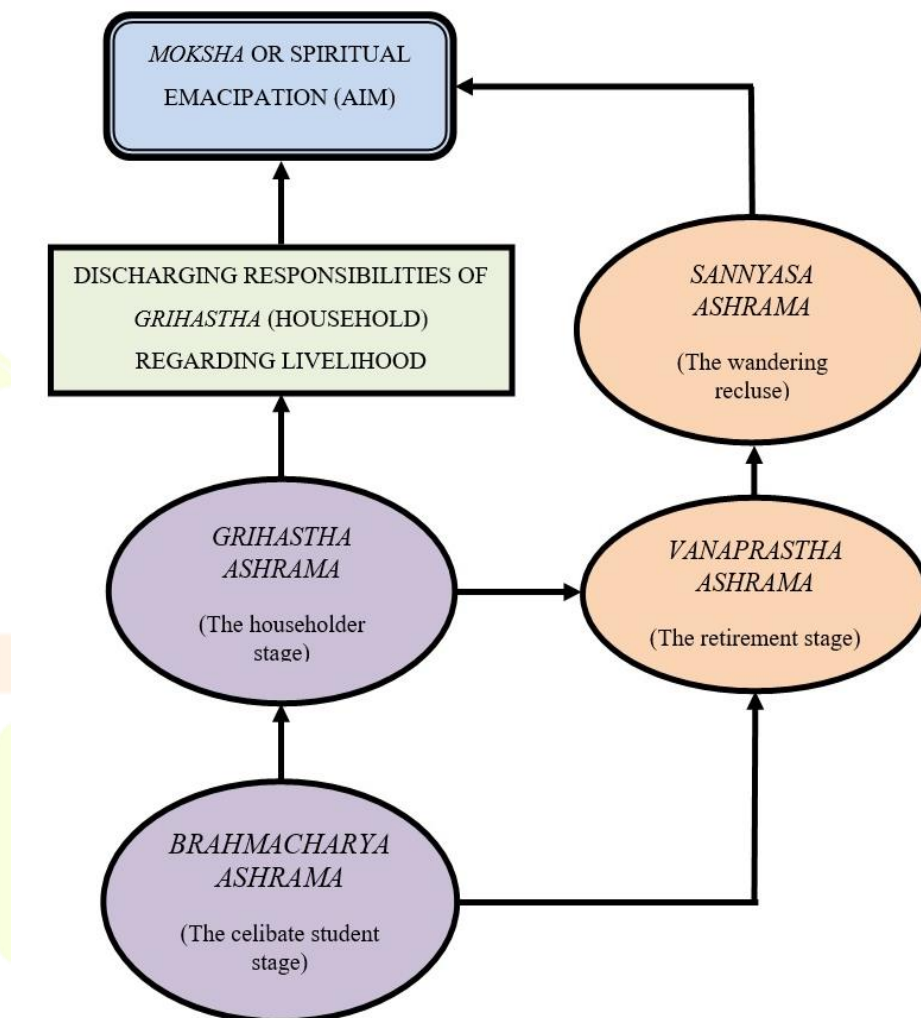 MOKSHA OR SPIRITUAL
EMACIPATION (AIM)
DISCHARGING RESPONSIBILITIES OF
GRIHASTHA (HOUSEHOLD)
REGARDING LIVELIHOOD
SANNYASA
ASHRAMA
(The wandering
recluse)
GRIHASTHA
ASHRAMA
(The householder
stage)
VANAPRASTHA
ASHRAMA
(The retirement stage)
BRAHMACHARYA
ASHRAMA
(The celibate student
stage)